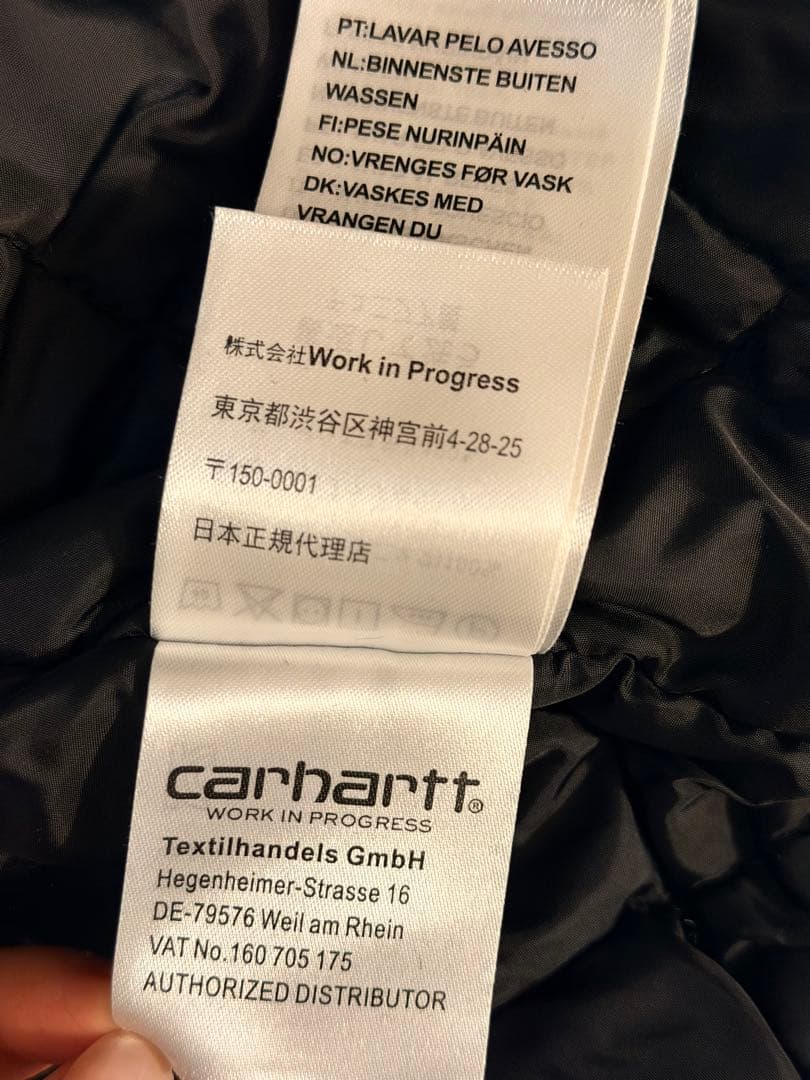 PT:LAVAR PELO AVESSO
NL:BINNENSTE BUITEN
WASSEN
FI:PESE NURINPÄIN
NO:VRENGES FØR VASK
DK:VASKES MED
VRANGEN DU
株式会社Work in Progress
東京都渋谷区神宮前4-28-25
〒150-0001
日本正規代理店
carhartt®
WORK IN PROGRESS
Textilhandels GmbH
Hegenheimer-Strasse 16
DE-79576 Weil am Rhein
VAT No.160 705 175
AUTHORIZED DISTRIBUTOR